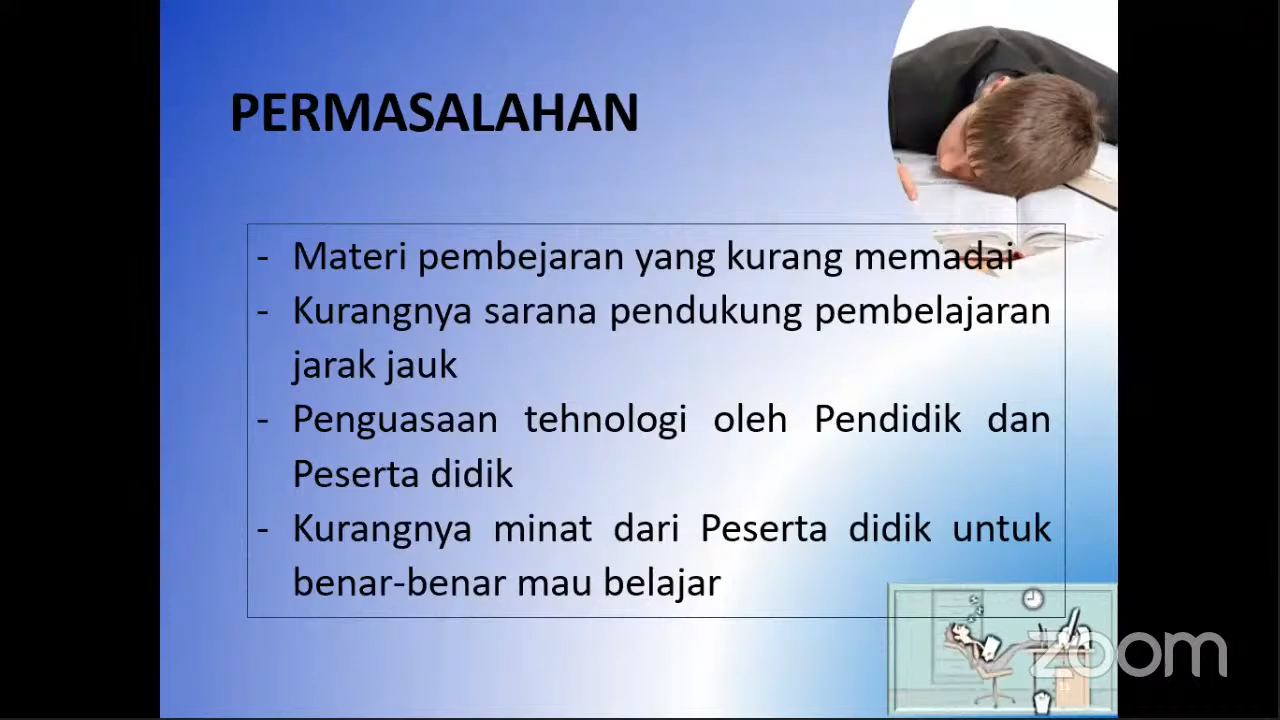 PERMASALAHAN
- Materi pembejaran yang kurang memadai
- Kurangnya sarana pendukung pembelajaran
jarak jauk
- Penguasaan tehnologi oleh Pendidik dan
Peserta didik
- Kurangnya minat dari Peserta didik untuk
benar-benar mau belajar
zoom